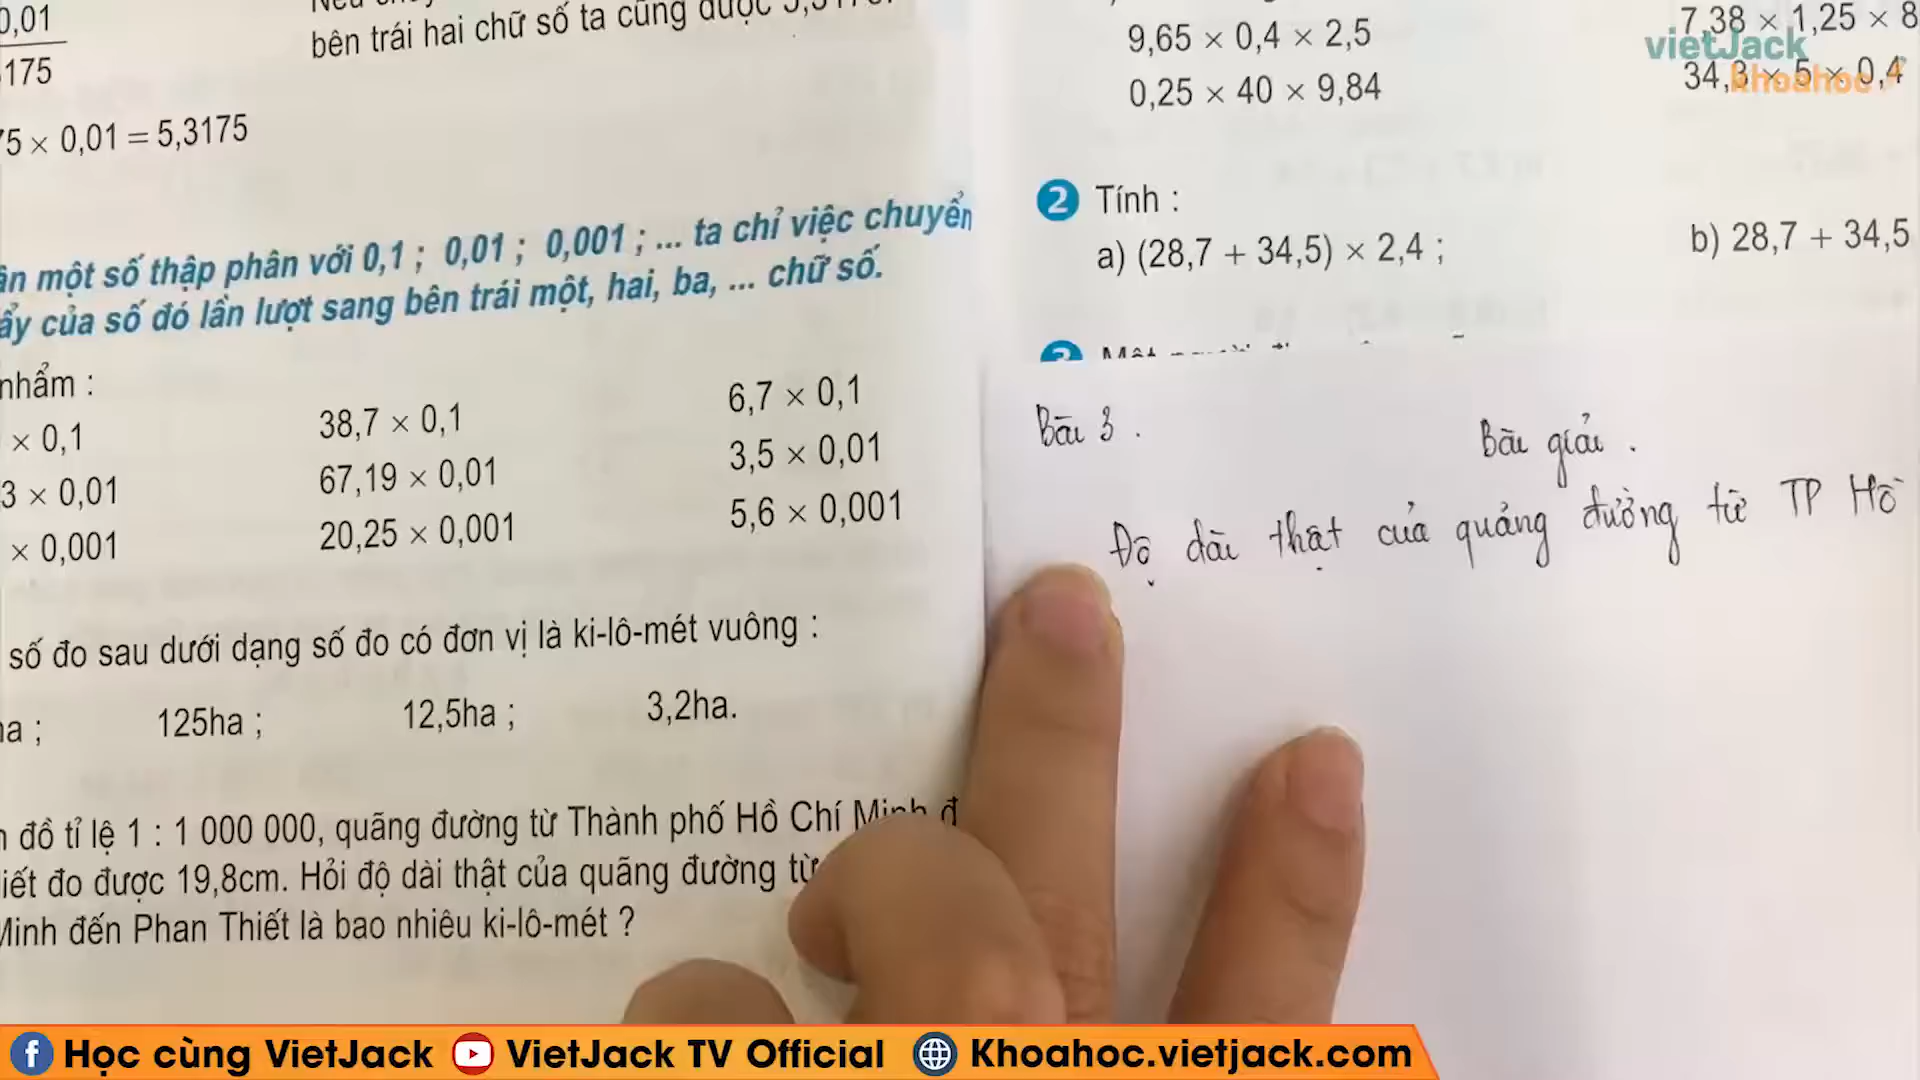 0,01
175
bên trái hai chữ số ta cũng được
75 × 0,01 = 5,3175
ân một số thập phân với 0,1 ; 0,01 ; 0,001 ; ... ta chỉ việc chuyển
ẩy của số đó lần lượt sang bên trái một, hai, ba, ... chữ số.
nhẩm :
× 0,1 38,7 × 0,1 6,7 × 0,1
3 × 0,01 67,19 × 0,01 3,5 × 0,01
× 0,001 20,25 × 0,001 5,6 × 0,001
số đo sau dưới dạng số đo có đơn vị là ki-lô-mét vuông :
ha ; 125ha ; 12,5ha ; 3,2ha.
đồ tỉ lệ 1 : 1 000 000, quãng đường từ Thành phố Hồ Chí Minh đ
iết đo được 19,8cm. Hỏi độ dài thật của quãng đường từ
Minh đến Phan Thiết là bao nhiêu ki-lô-mét ?
9,65 × 0,4 × 2,5 7,38 × 1,25 × 8
0,25 × 40 × 9,84 34,3 × 5 × 0,4
vietJack
khoahoc
2 Tính :
a) (28,7 + 34,5) × 2,4 ; b) 28,7 + 34,5
3
Bài 3 .
Bài giải .
Độ dài thật của quảng đường từ TP Hồ
Học cùng VietJack VietJack TV Official Khoahoc.vietjack.com